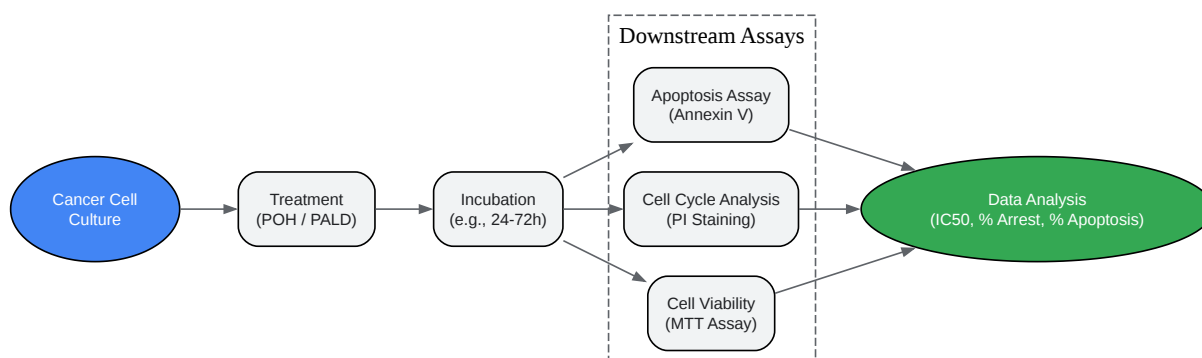 Cancer Cell
Culture
Treatment
(POH / PALD)
Incubation
(e.g., 24-72h)
Downstream Assays
Apoptosis Assay
(Annexin V)
Cell Cycle Analysis
(PI Staining)
Cell Viability
(MTT Assay)
Data Analysis
(IC50, % Arrest, % Apoptosis)